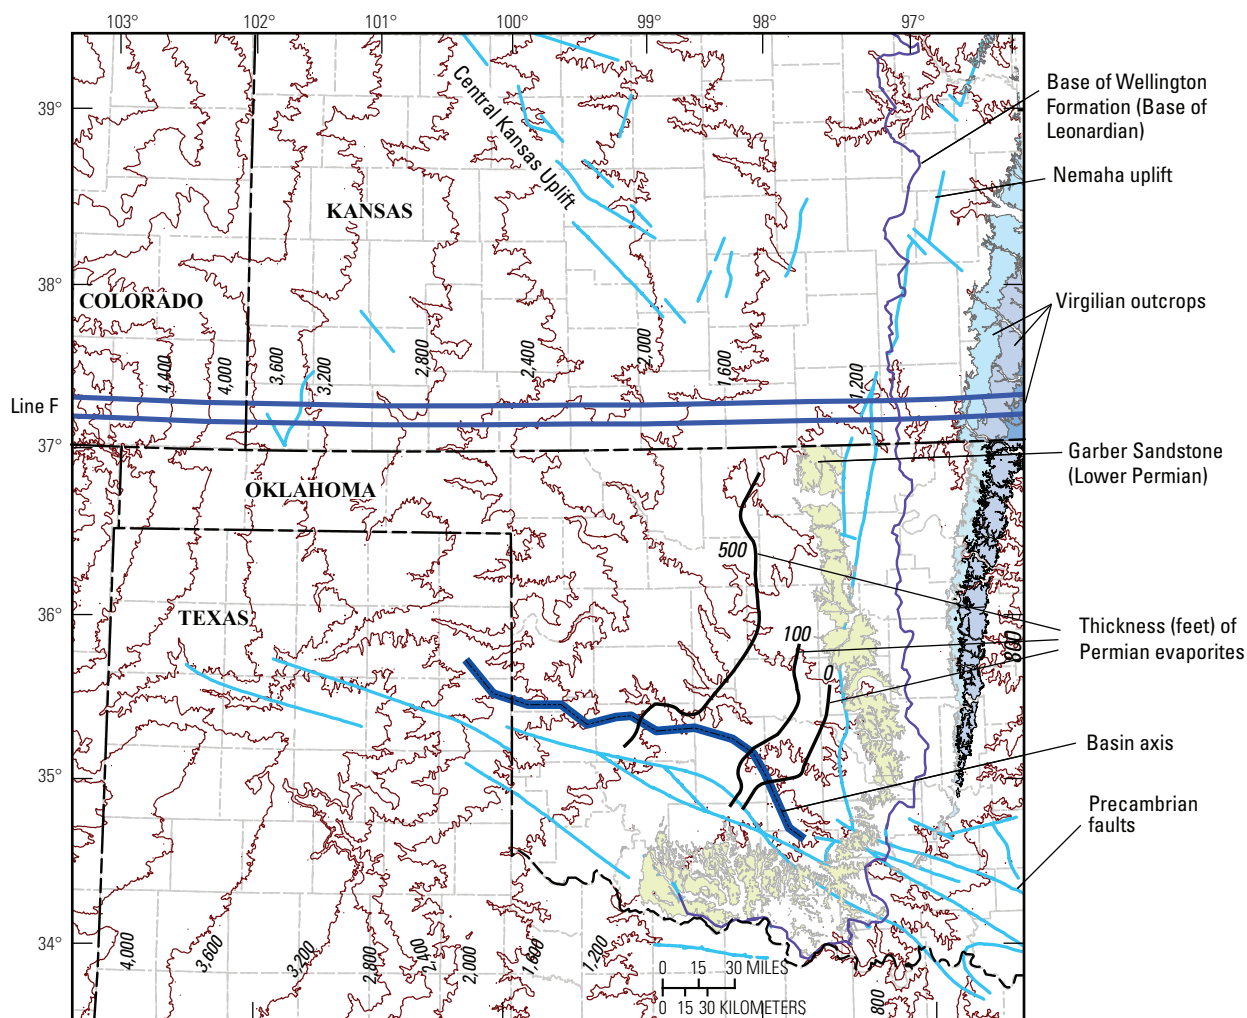 103°
102°
101°
100°
99°
98°
97°
39°
38°
37°
36°
35°
34°
Central Kansas Uplift
KANSAS
COLORADO
OKLAHOMA
TEXAS
Line F
4,400
4,000
3,600
3,200
2,800
2,400
2,000
1,600
1,200
500
100
0
800
4,000
3,600
3,200
2,800
2,400
2,000
1,600
1,200
800
0 15 30 MILES
0 15 30 KILOMETERS
Base of Wellington
Formation (Base of
Leonardian)
Nemaha uplift
Virgilian outcrops
Garber Sandstone
(Lower Permian)
Thickness (feet) of
Permian evaporites
Basin axis
Precambrian
faults